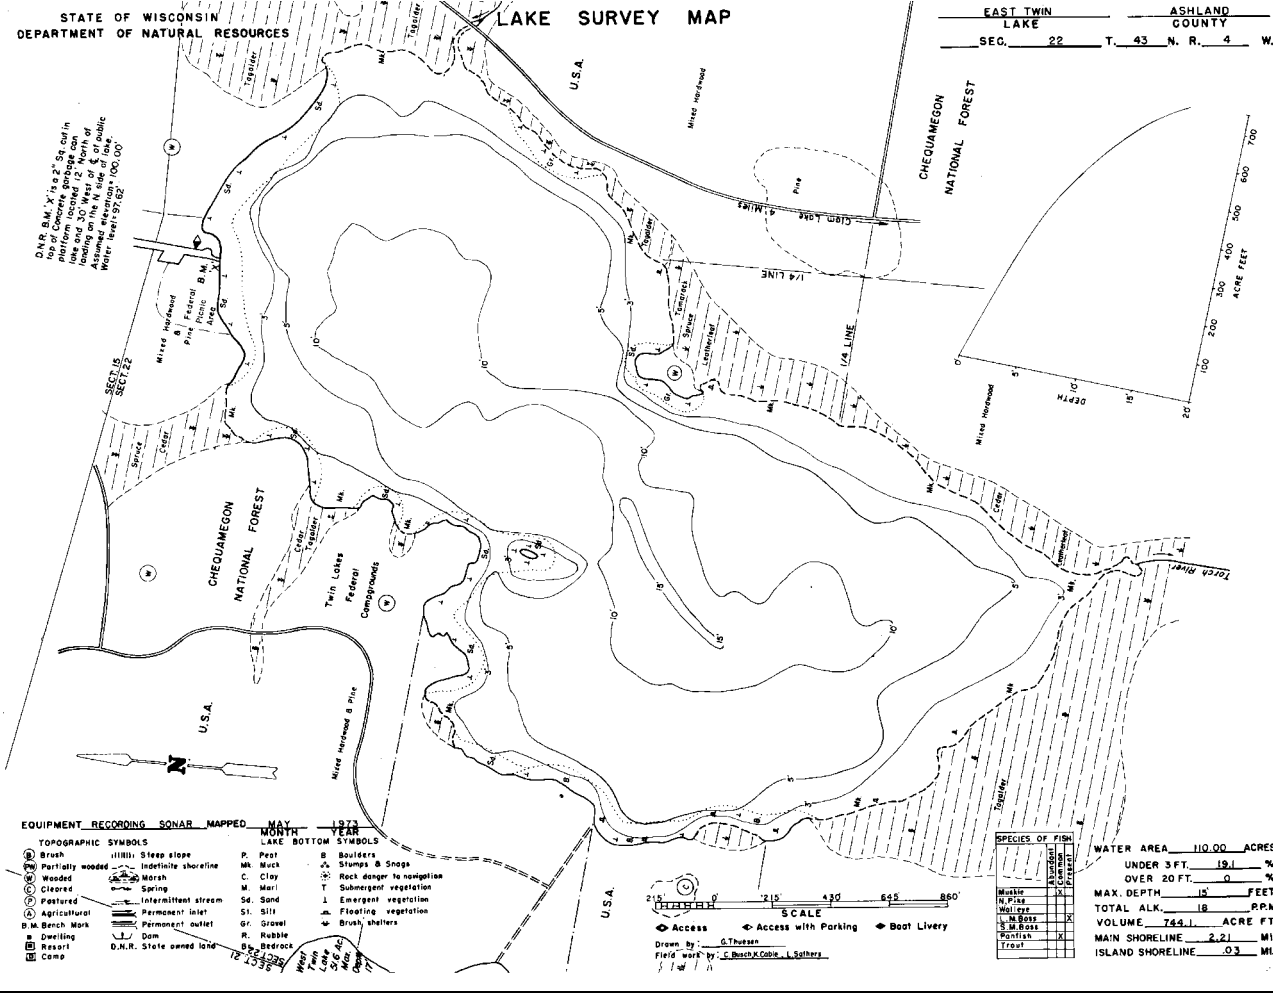 STATE OF WISCONSIN
DEPARTMENT OF NATURAL RESOURCES
LAKE SURVEY MAP
EAST TWIN
LAKE
ASHLAND
COUNTY
SEC. 22 T. 43 N. R. 4 W.
D.N.R. B.M. 'X' is a 2" Sq. cut in
top of Concrete garbage can
platform located 12' North of
lake and 30' West of ℄ of public
landing on the N side of lake.
Assumed elevation = 100.00'
Water level = 97.62'
Tagalder
Tagalder
U.S.A.
Mixed Hardwood
CHEQUAMEGON
NATIONAL FOREST
Pine
4 Miles
Clam Lake
1/4 LINE
1/4 LINE
Tagalder
Tamarack
Spruce
Leatherleaf
Mixed Hardwood
0'
5'
10'
15'
20'
DEPTH
100
200
300
400
500
600
700
ACRE FEET
B.M. 'X'
Mixed Hardwood
&
Pine
Federal
Picnic
Area
SECT. 15
SECT. 22
Spruce
Cedar
CHEQUAMEGON
NATIONAL FOREST
Cedar
Tagalder
Twin Lakes
Federal
Campgrounds
Cedar
Leatherleaf
Torch River
U.S.A.
Mixed Hardwood & Pine
N
Tagalder
U.S.A.
EQUIPMENT RECORDING SONAR MAPPED MAY 1973
MONTH YEAR
TOPOGRAPHIC SYMBOLS
B Brush
PW Partially wooded
W Wooded
C Cleared
P Pastured
A Agricultural
B.M. Bench Mark
Dwelling
Resort
Camp
Steep slope
Indefinite shoreline
Marsh
Spring
Intermittent stream
Permanent inlet
Permanent outlet
Dam
D.N.R. State owned land
LAKE BOTTOM SYMBOLS
P. Peat
Mk Muck
C. Clay
M. Marl
Sd. Sand
St. Silt
Gr. Gravel
R. Rubble
Bk Bedrock
B Boulders
Stumps & Snags
Rock danger to navigation
T Submergent vegetation
Emergent vegetation
Floating vegetation
Brush shelters
West
Twin
Lake
51.6 Ac.
Max.
Depth
17'
215' 0 215' 430 645 860'
SCALE
Access
Access with Parking
Boat Livery
Drawn by: G. Thuesen
Field work by: C. Busch, K. Cable, L. Sathers
SPECIES OF FISH
Abundant
Common
Present
Muskie X
N. Pike
Walleye
L.M. Bass X
S.M. Bass
Panfish X
Trout
WATER AREA 110.00 ACRES
UNDER 3 FT. 19.1 %
OVER 20 FT. 0 %
MAX. DEPTH 15' FEET
TOTAL ALK. 18 P.P.M
VOLUME 744.1 ACRE FT
MAIN SHORELINE 2.21 MI
ISLAND SHORELINE .03 MI.